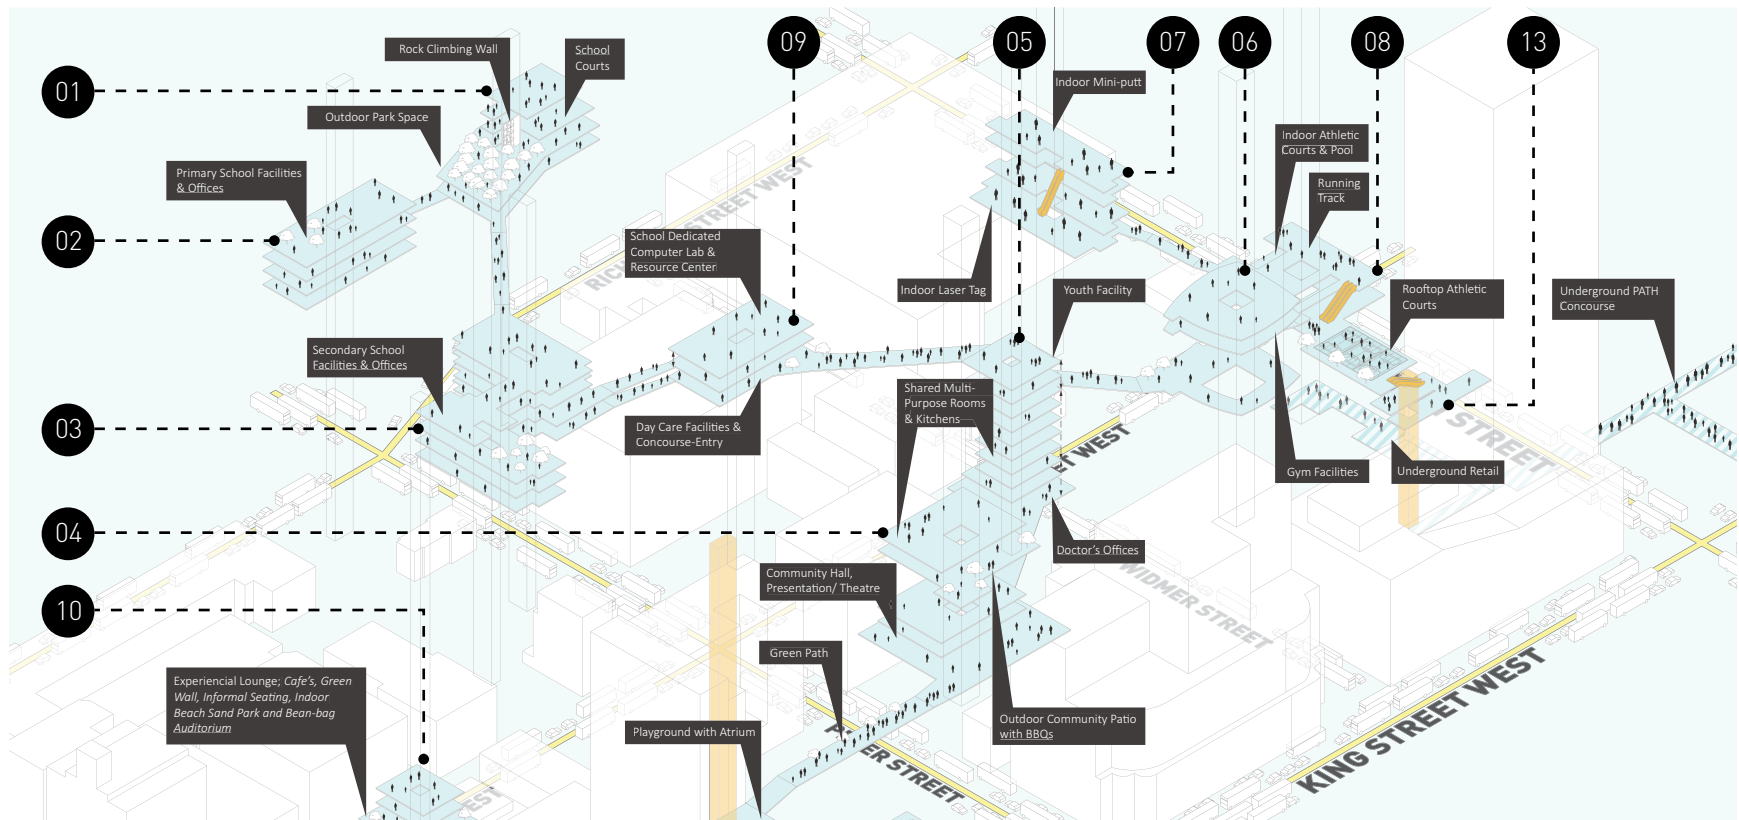 09
05
07
06
08
13
01
Rock Climbing Wall
School
Courts
Outdoor Park Space
Indoor Mini-putt
Indoor Athletic
Courts & Pool
Running
Track
Primary School Facilities
& Offices
02
STREET WEST
School Dedicated
Computer Lab &
Resource Center
Indoor Laser Tag
Youth Facility
Rooftop Athletic
Courts
Underground PATH
Concourse
Secondary School
Facilities & Offices
Shared Multi-
Purpose Rooms
& Kitchens
03
Day Care Facilities &
Concourse-Entry
WEST
STREET
Gym Facilities
Underground Retail
04
Doctor's Offices
Community Hall,
Presentation/ Theatre
WIDMER STREET
10
Green Path
Experiencial Lounge; Cafe's, Green
Wall, Informal Seating, Indoor
Beach Sand Park and Bean-bag
Auditorium
Playground with Atrium
Outdoor Community Patio
with BBQs
KING STREET WEST
STREET